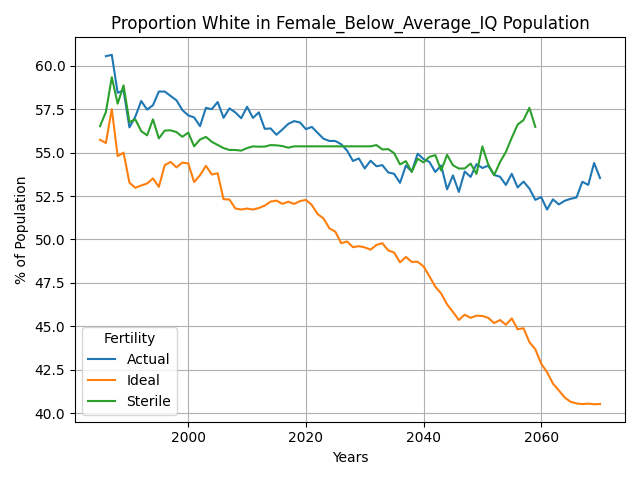 Proportion White in Female_Below_Average_IQ Population
% of Population
60.0
57.5
55.0
52.5
50.0
47.5
45.0
42.5
40.0
Fertility
Actual
Ideal
Sterile
2000
2020
2040
2060
Years